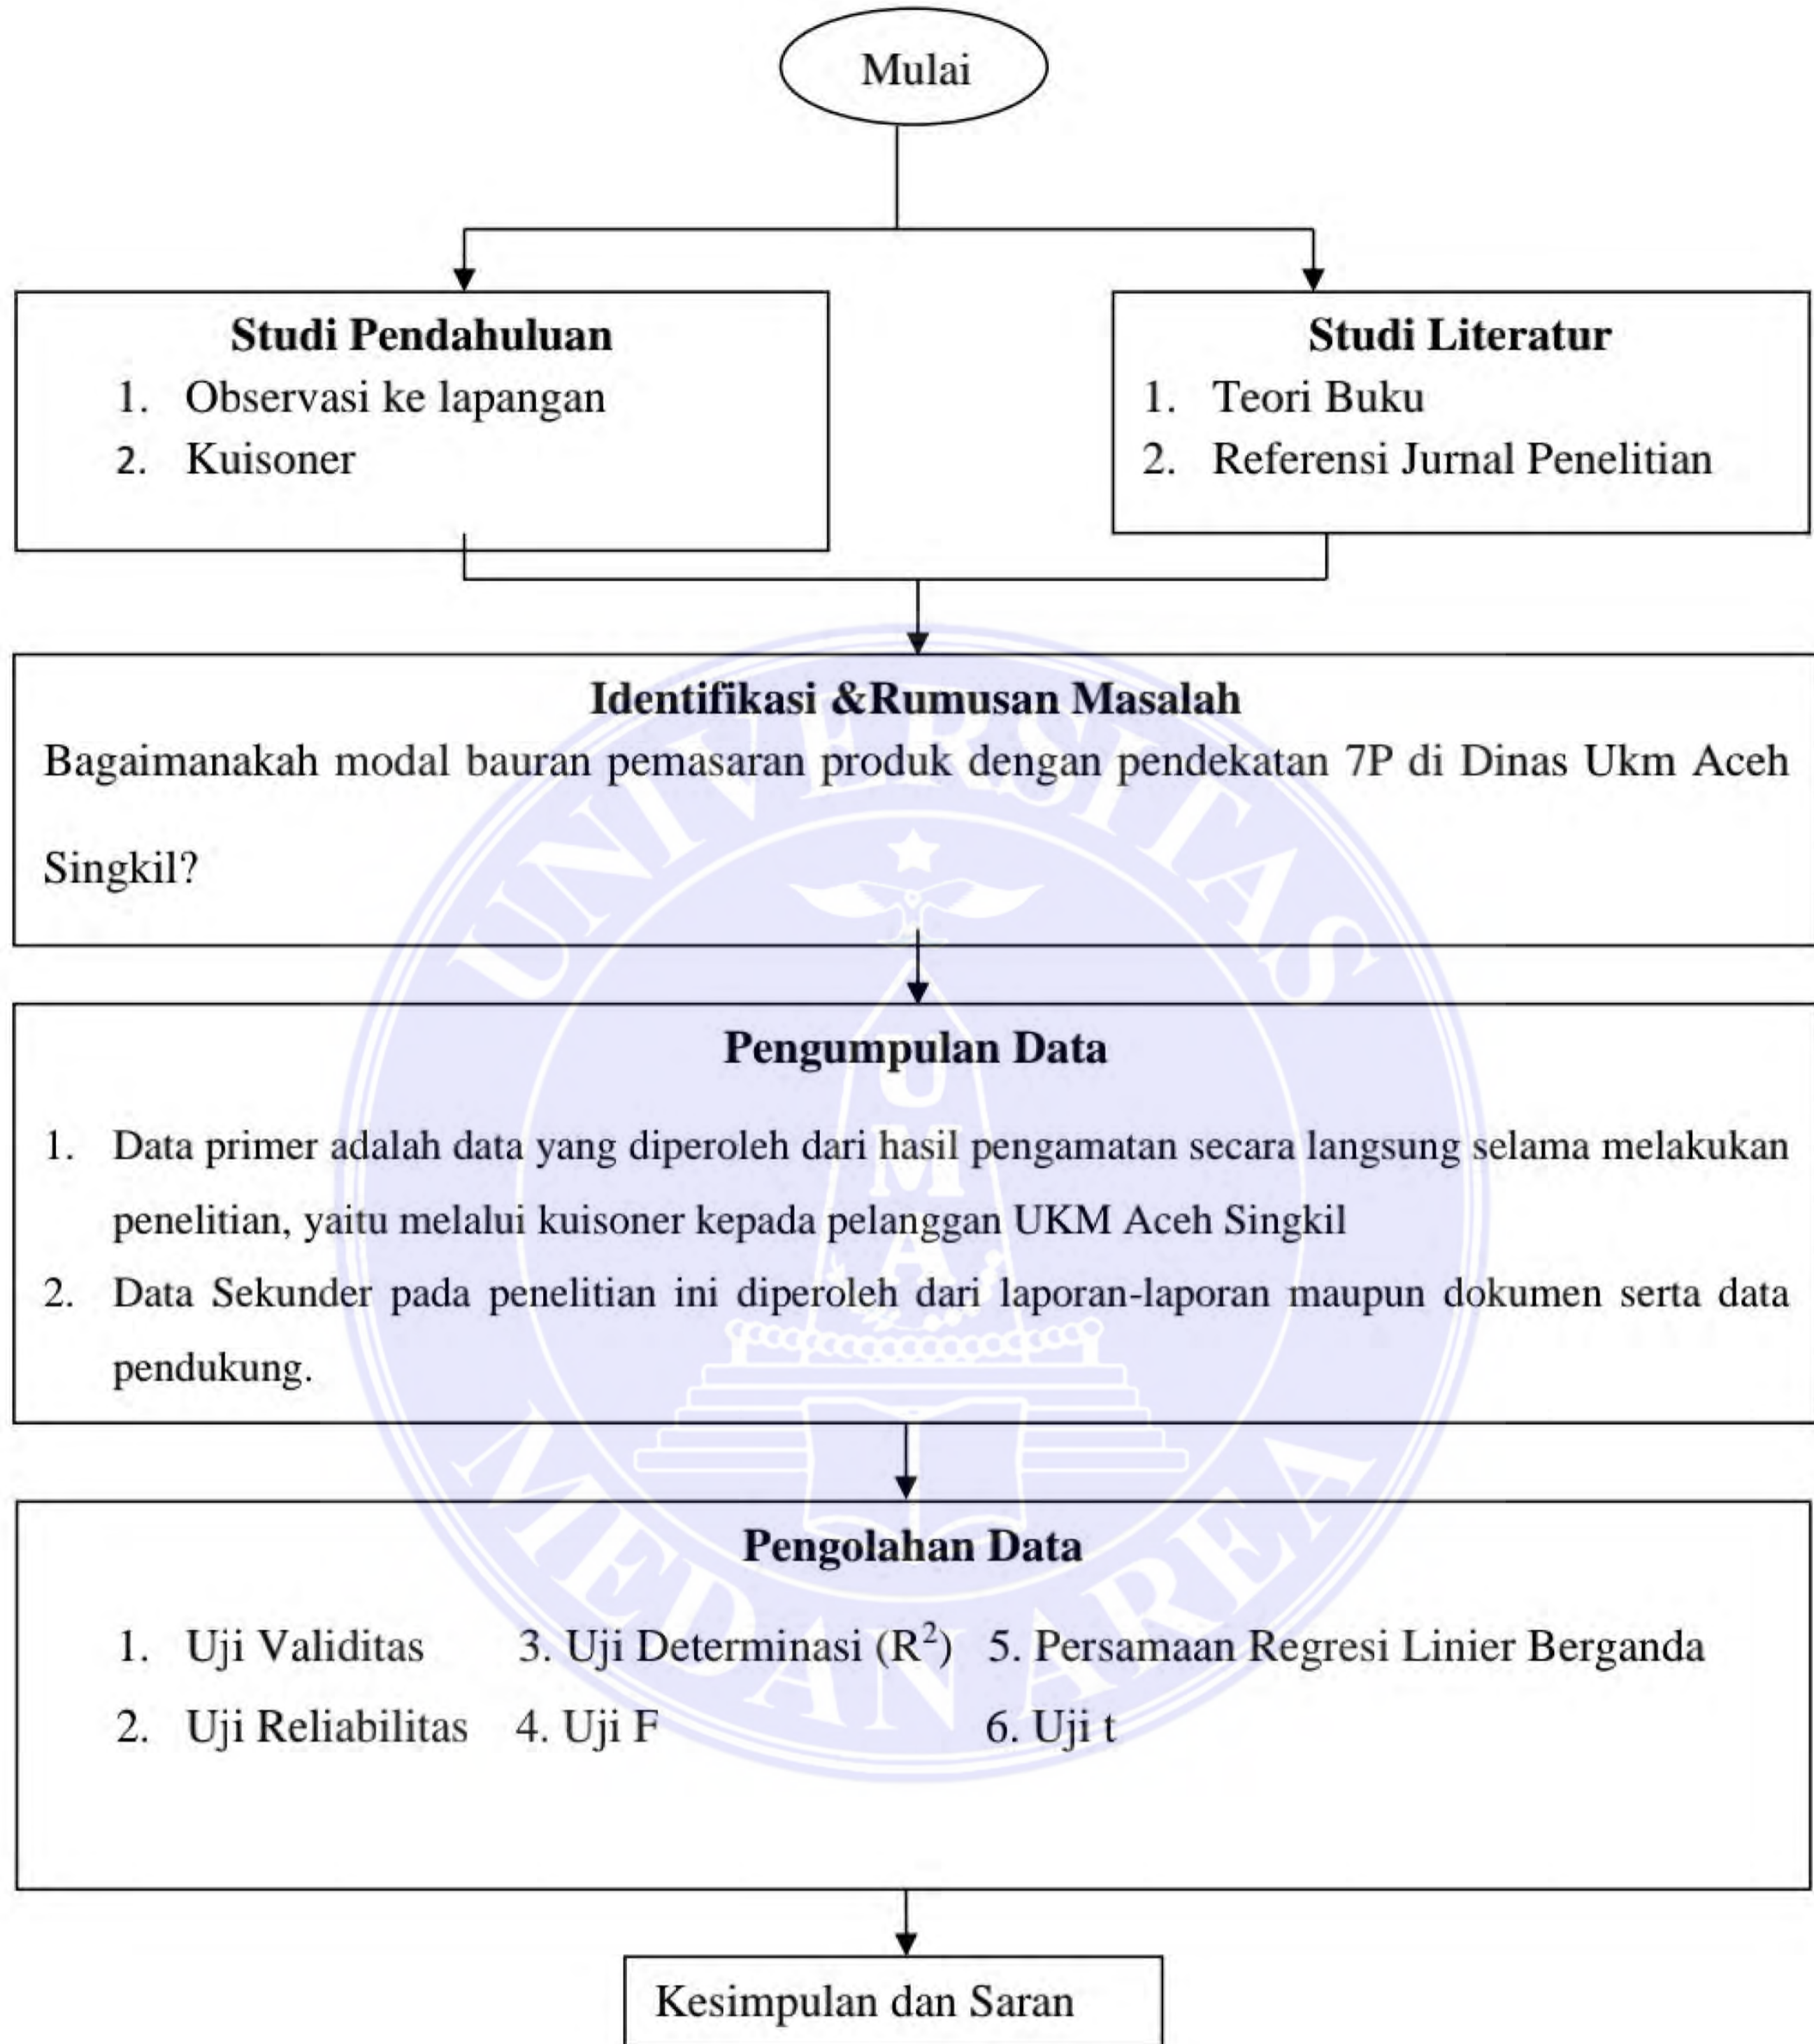 Mulai
Studi Pendahuluan
1. Observasi ke lapangan
2. Kuisoner
Studi Literatur
1. Teori Buku
2. Referensi Jurnal Penelitian
Identifikasi &Rumusan Masalah
Bagaimanakah modal bauran pemasaran produk dengan pendekatan 7P di Dinas Ukm Aceh
Singkil?
Pengumpulan Data
1. Data primer adalah data yang diperoleh dari hasil pengamatan secara langsung selama melakukan
penelitian, yaitu melalui kuisoner kepada pelanggan UKM Aceh Singkil
2. Data Sekunder pada penelitian ini diperoleh dari laporan-laporan maupun dokumen serta data
pendukung.
Pengolahan Data
1. Uji Validitas 3. Uji Determinasi (R²) 5. Persamaan Regresi Linier Berganda
2. Uji Reliabilitas 4. Uji F 6. Uji t
Kesimpulan dan Saran
UNIVERSITAS
MEDAN AREA
U
M
A